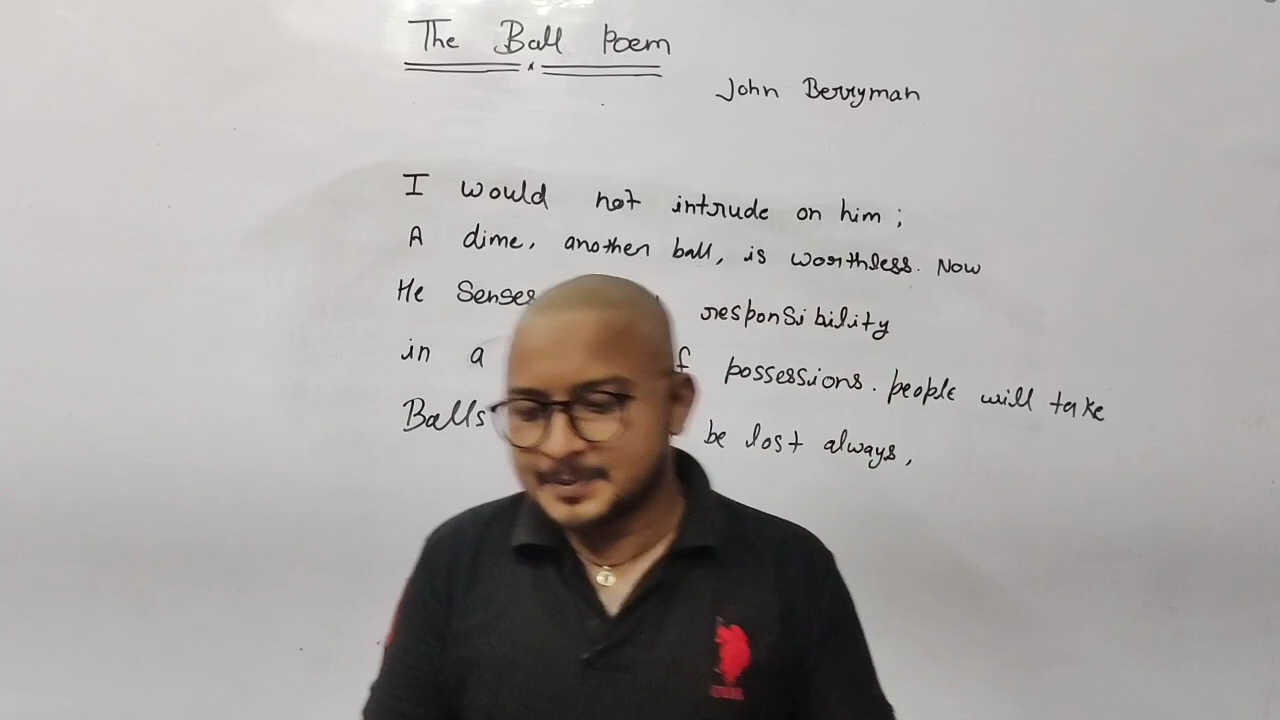 The Ball Poem
John Berryman
I would not intrude on him;
A dime, another ball, is worthless. Now
He Senses responsibility
in a possessions. people will take
Balls be lost always,